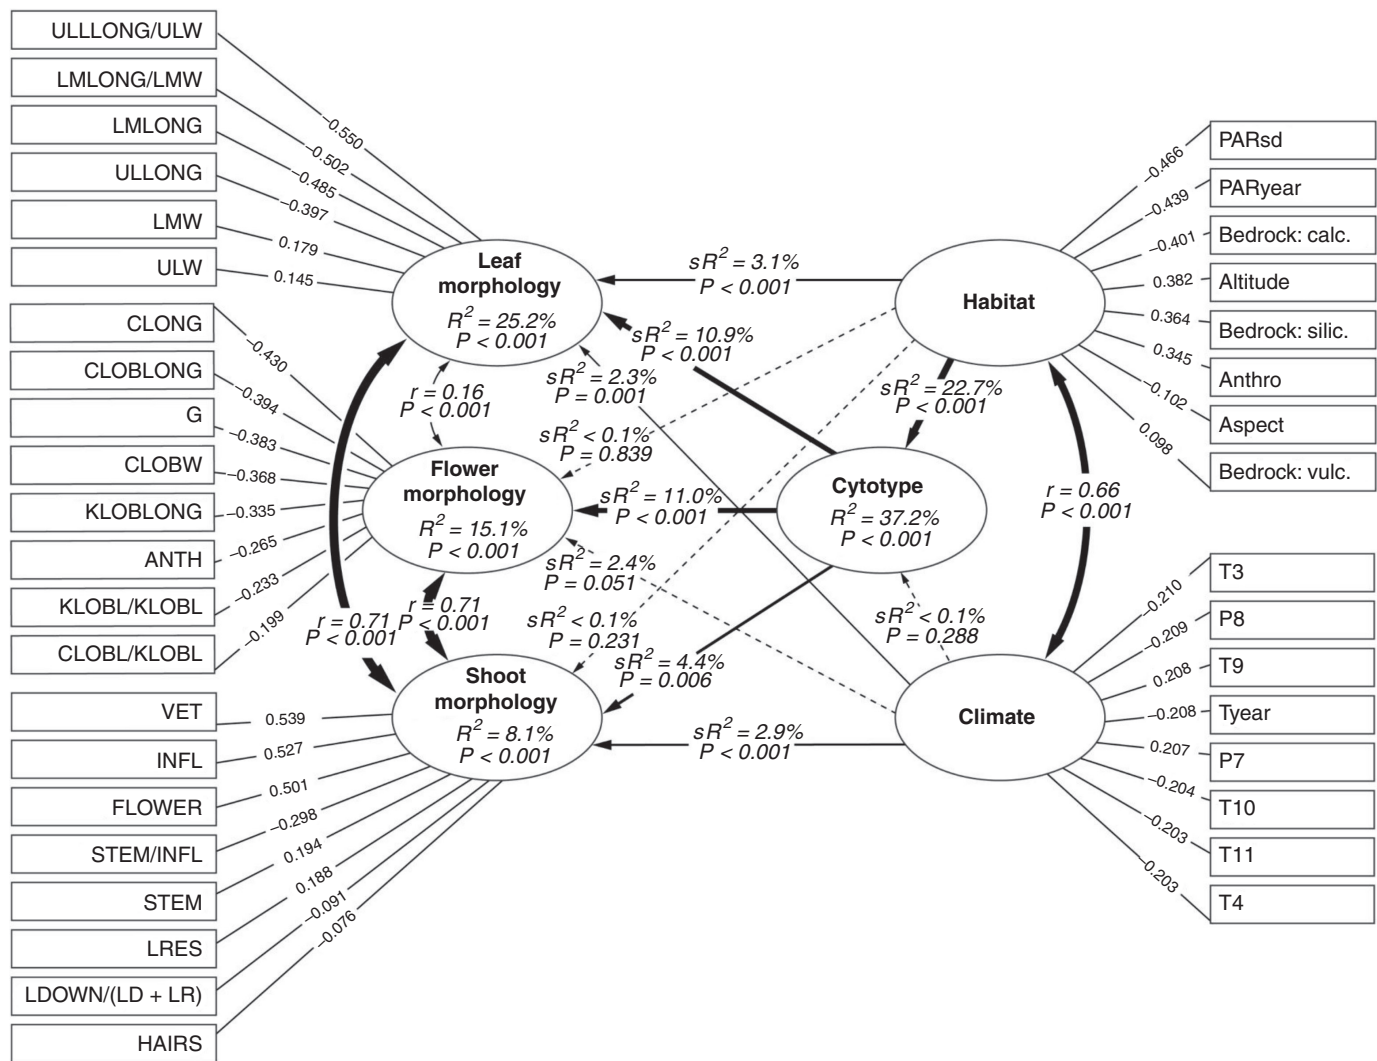 ULLLONG/ULW
LMLONG/LMW
LMLONG
ULLONG
LMW
ULW
CLONG
CLOBLONG
G
CLOBW
KLOBLONG
ANTH
KLOBL/KLOBL
CLOBL/KLOBL
VET
INFL
FLOWER
STEM/INFL
STEM
LRES
LDOWN/(LD + LR)
HAIRS
−0.550
−0.502
−0.485
−0.397
0.179
0.145
−0.430
−0.394
−0.383
−0.368
−0.335
−0.265
−0.233
−0.199
0.539
0.527
0.501
−0.298
0.194
0.188
−0.091
−0.076
Leaf
morphology
R² = 25.2%
P < 0.001
r = 0.16
P < 0.001
Flower
morphology
R² = 15.1%
P < 0.001
r = 0.71
P < 0.001
r = 0.71
P < 0.001
Shoot
morphology
R² = 8.1%
P < 0.001
sR² = 3.1%
P < 0.001
sR² = 10.9%
P < 0.001
sR² = 2.3%
P = 0.001
sR² < 0.1%
P = 0.839
sR² = 11.0%
P < 0.001
sR² = 2.4%
P = 0.051
sR² < 0.1%
P = 0.231
sR² = 4.4%
P = 0.006
sR² = 2.9%
P < 0.001
Habitat
sR² = 22.7%
P < 0.001
Cytotype
R² = 37.2%
P < 0.001
sR² < 0.1%
P = 0.288
Climate
r = 0.66
P < 0.001
−0.466
−0.439
−0.401
0.382
0.364
0.345
−0.102
0.098
PARsd
PARyear
Bedrock: calc.
Altitude
Bedrock: silic.
Anthro
Aspect
Bedrock: vulc.
−0.210
−0.209
0.208
−0.208
0.207
−0.204
−0.203
−0.203
T3
P8
T9
Tyear
P7
T10
T11
T4